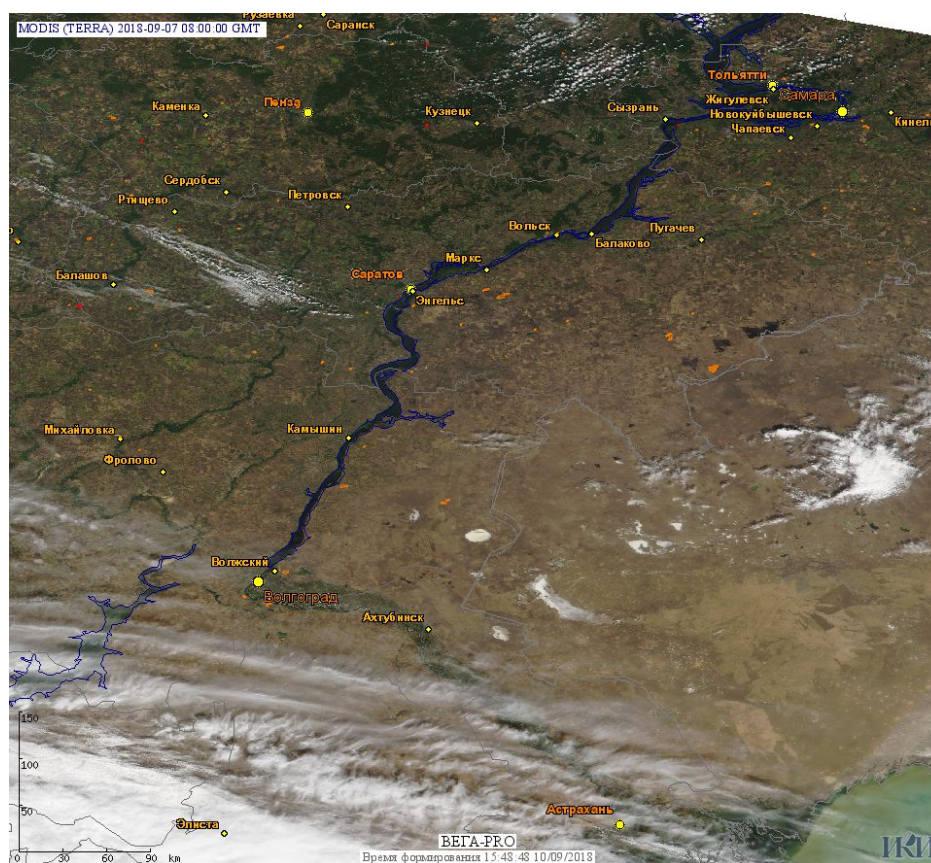 Рузаевка
Саранск
MODIS (TERRA) 2018-09-07 08:00:00 GMT
Тольятти
Жигулевск
Самара
Каменка
Пенза
Кузнецк
Сызрань
Новокуйбышевск
Чапаевск
Кинель
Сердобск
Ртищево
Петровск
Вольск
Балаково
Пугачев
Маркс
Балашов
Саратов
Энгельс
Михайловка
Камышин
Фролово
Волжский
Волгоград
Ахтубинск
150
100
50
Астрахань
Элиста
ВЕГА-PRO
0 30 60 90 км
Время формирования 15:48:48 10/09/2018
ИКИ